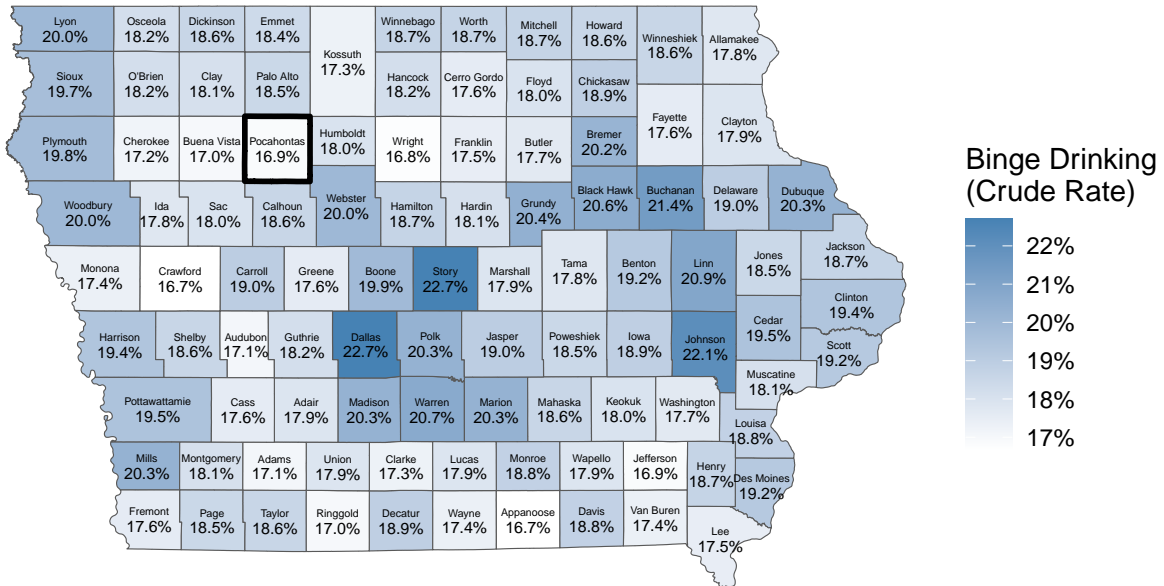 Lyon
20.0%
Osceola
18.2%
Dickinson
18.6%
Emmet
18.4%
Kossuth
17.3%
Winnebago
18.7%
Worth
18.7%
Mitchell
18.7%
Howard
18.6%
Winneshiek
18.6%
Allamakee
17.8%
Sioux
19.7%
O'Brien
18.2%
Clay
18.1%
Palo Alto
18.5%
Hancock
18.2%
Cerro Gordo
17.6%
Floyd
18.0%
Chickasaw
18.9%
Fayette
17.6%
Clayton
17.9%
Plymouth
19.8%
Cherokee
17.2%
Buena Vista
17.0%
Pocahontas
16.9%
Humboldt
18.0%
Wright
16.8%
Franklin
17.5%
Butler
17.7%
Bremer
20.2%
Woodbury
20.0%
Ida
17.8%
Sac
18.0%
Calhoun
18.6%
Webster
20.0%
Hamilton
18.7%
Hardin
18.1%
Grundy
20.4%
Black Hawk
20.6%
Buchanan
21.4%
Delaware
19.0%
Dubuque
20.3%
Monona
17.4%
Crawford
16.7%
Carroll
19.0%
Greene
17.6%
Boone
19.9%
Story
22.7%
Marshall
17.9%
Tama
17.8%
Benton
19.2%
Linn
20.9%
Jones
18.5%
Jackson
18.7%
Clinton
19.4%
Harrison
19.4%
Shelby
18.6%
Audubon
17.1%
Guthrie
18.2%
Dallas
22.7%
Polk
20.3%
Jasper
19.0%
Poweshiek
18.5%
Iowa
18.9%
Johnson
22.1%
Cedar
19.5%
Scott
19.2%
Muscatine
18.1%
Pottawattamie
19.5%
Cass
17.6%
Adair
17.9%
Madison
20.3%
Warren
20.7%
Marion
20.3%
Mahaska
18.6%
Keokuk
18.0%
Washington
17.7%
Louisa
18.8%
Mills
20.3%
Montgomery
18.1%
Adams
17.1%
Union
17.9%
Clarke
17.3%
Lucas
17.9%
Monroe
18.8%
Wapello
17.9%
Jefferson
16.9%
Henry
18.7%
Des Moines
19.2%
Fremont
17.6%
Page
18.5%
Taylor
18.6%
Ringgold
17.0%
Decatur
18.9%
Wayne
17.4%
Appanoose
16.7%
Davis
18.8%
Van Buren
17.4%
Lee
17.5%
Binge Drinking
(Crude Rate)
22%
21%
20%
19%
18%
17%